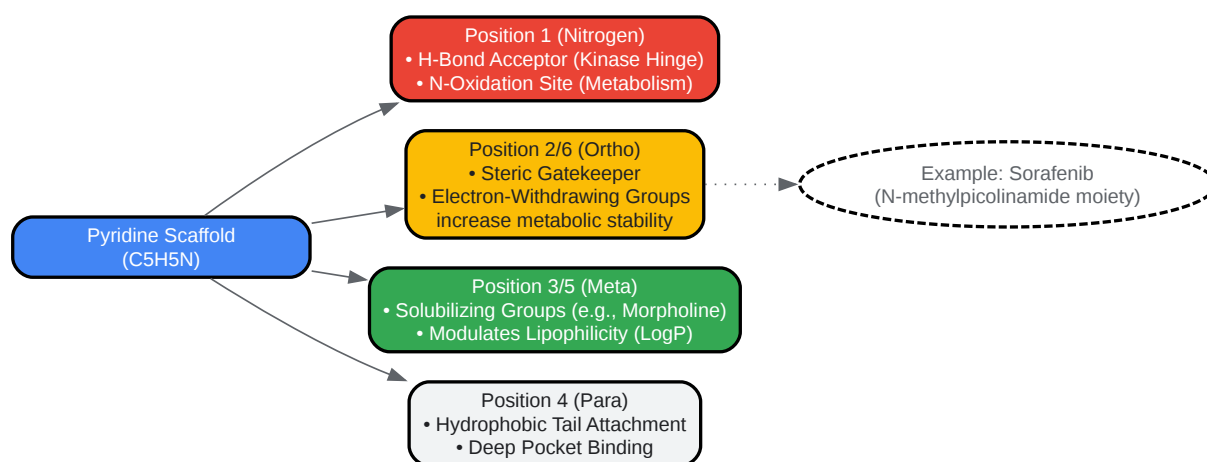 Position 1 (Nitrogen)
• H-Bond Acceptor (Kinase Hinge)
• N-Oxidation Site (Metabolism)
Position 2/6 (Ortho)
• Steric Gatekeeper
• Electron-Withdrawing Groups
increase metabolic stability
Example: Sorafenib
(N-methylpicolinamide moiety)
Pyridine Scaffold
(C5H5N)
Position 3/5 (Meta)
• Solubilizing Groups (e.g., Morpholine)
• Modulates Lipophilicity (LogP)
Position 4 (Para)
• Hydrophobic Tail Attachment
• Deep Pocket Binding